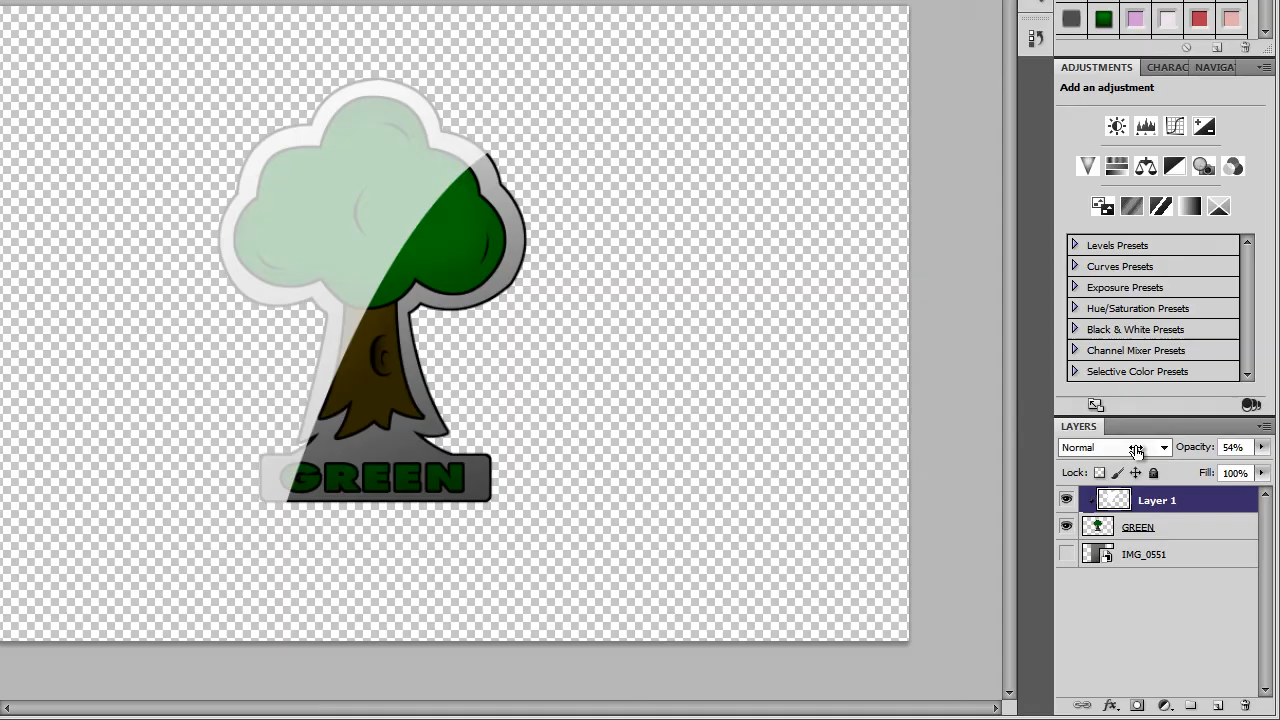 ADJUSTMENTS CHARAC NAVIGA
Add an adjustment
Levels Presets
Curves Presets
Exposure Presets
Hue/Saturation Presets
Black & White Presets
Channel Mixer Presets
Selective Color Presets
LAYERS
Normal Opacity: 54%
Lock: Fill: 100%
Layer 1
GREEN
IMG_0551
fx
GREEN